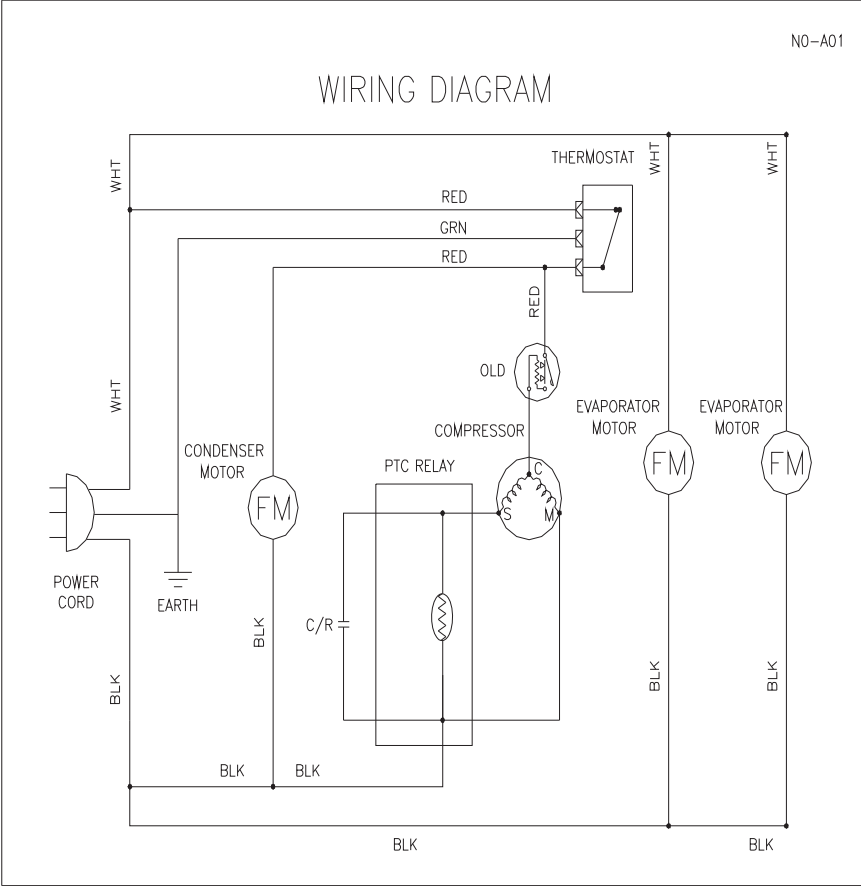 NO-A01
WIRING DIAGRAM
THERMOSTAT
WHT
WHT
WHT
RED
GRN
RED
RED
OLD
WHT
EVAPORATOR
MOTOR
EVAPORATOR
MOTOR
COMPRESSOR
CONDENSER
MOTOR
PTC RELAY
C
FM
FM
FM
S
M
POWER
CORD
EARTH
C/R
BLK
BLK
BLK
BLK
BLK
BLK
BLK
BLK